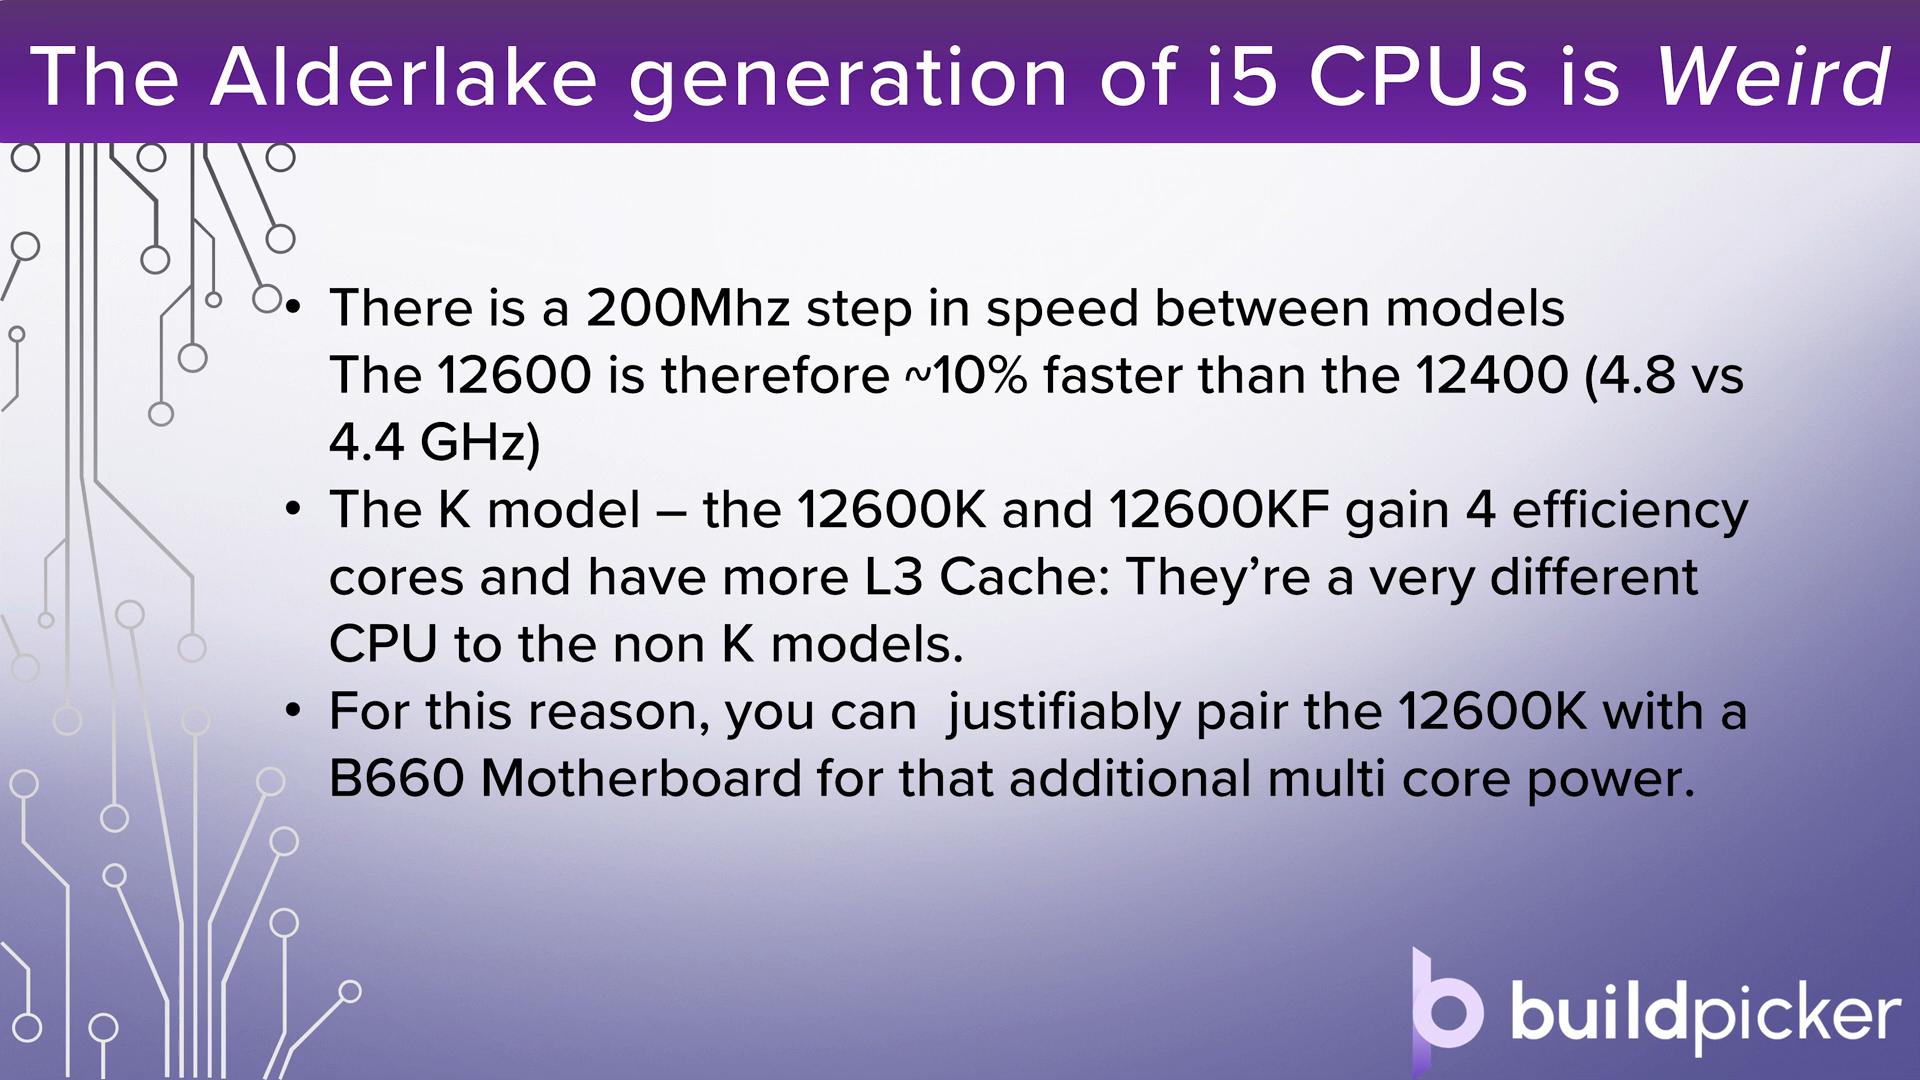 The Alderlake generation of i5 CPUs is Weird
• There is a 200Mhz step in speed between models
The 12600 is therefore ~10% faster than the 12400 (4.8 vs
4.4 GHz)
• The K model – the 12600K and 12600KF gain 4 efficiency
cores and have more L3 Cache: They’re a very different
CPU to the non K models.
• For this reason, you can  justifiably pair the 12600K with a
B660 Motherboard for that additional multi core power.
buildpicker